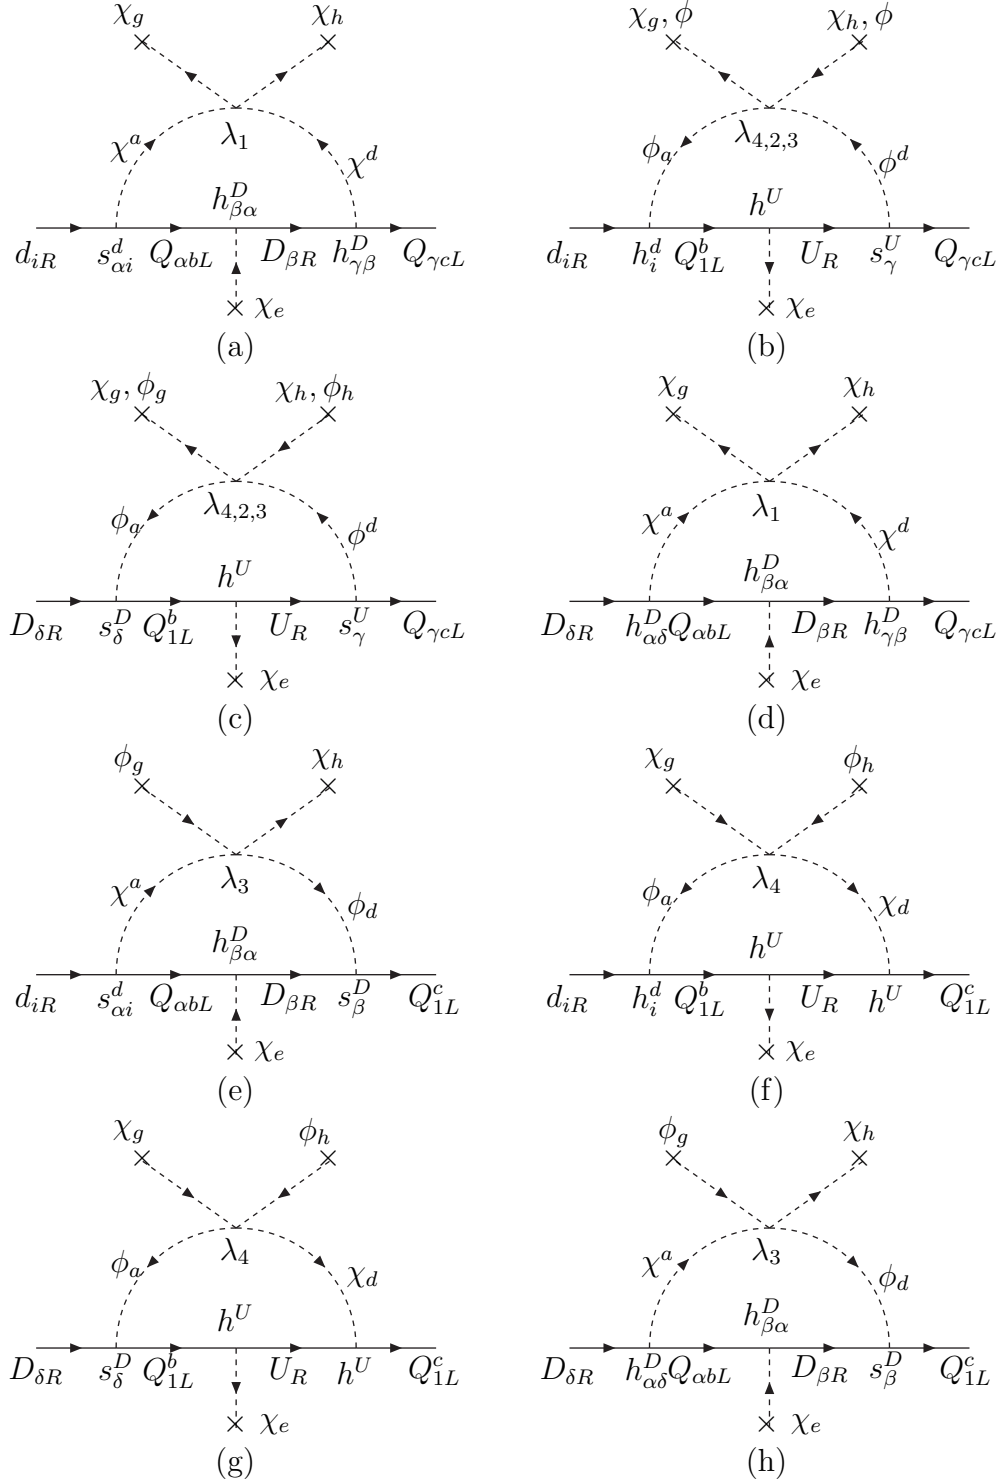 χ_g χ_h χ_g, ϕ χ_h, ϕ
χ^a λ_1 χ^d ϕ_a λ_{4,2,3} ϕ^d
h^D_{βα} h^U
d_{iR} s^d_{αi} Q_{αbL} D_{βR} h^D_{γβ} Q_{γcL} d_{iR} h^d_i Q^b_{1L} U_R s^U_γ Q_{γcL}
χ_e χ_e
(a) (b)
χ_g, ϕ_g χ_h, ϕ_h χ_g χ_h
ϕ_a λ_{4,2,3} ϕ^d χ^a λ_1 χ^d
h^U h^D_{βα}
D_{δR} s^D_δ Q^b_{1L} U_R s^U_γ Q_{γcL} D_{δR} h^D_{αδ} Q_{αbL} D_{βR} h^D_{γβ} Q_{γcL}
χ_e χ_e
(c) (d)
ϕ_g χ_h χ_g ϕ_h
χ^a λ_3 ϕ_d ϕ_a λ_4 χ_d
h^D_{βα} h^U
d_{iR} s^d_{αi} Q_{αbL} D_{βR} s^D_β Q^c_{1L} d_{iR} h^d_i Q^b_{1L} U_R h^U Q^c_{1L}
χ_e χ_e
(e) (f)
χ_g ϕ_h ϕ_g χ_h
ϕ_a λ_4 χ_d χ^a λ_3 ϕ_d
h^U h^D_{βα}
D_{δR} s^D_δ Q^b_{1L} U_R h^U Q^c_{1L} D_{δR} h^D_{αδ} Q_{αbL} D_{βR} s^D_β Q^c_{1L}
χ_e χ_e
(g) (h)